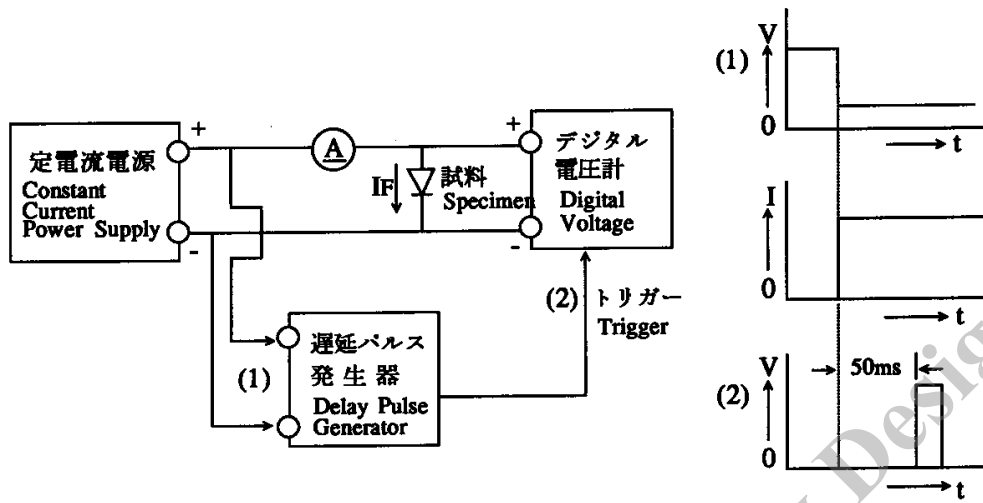 定電流電源
Constant
Current
Power Supply
+
-
A
IF
試料
Specimen
+
-
デジタル
電圧計
Digital
Voltage
(2) トリガー
Trigger
(1)
遅延パルス
発生器
Delay Pulse
Generator
(1)
V
0
t
I
0
t
(2)
V
0
50ms
t
Design